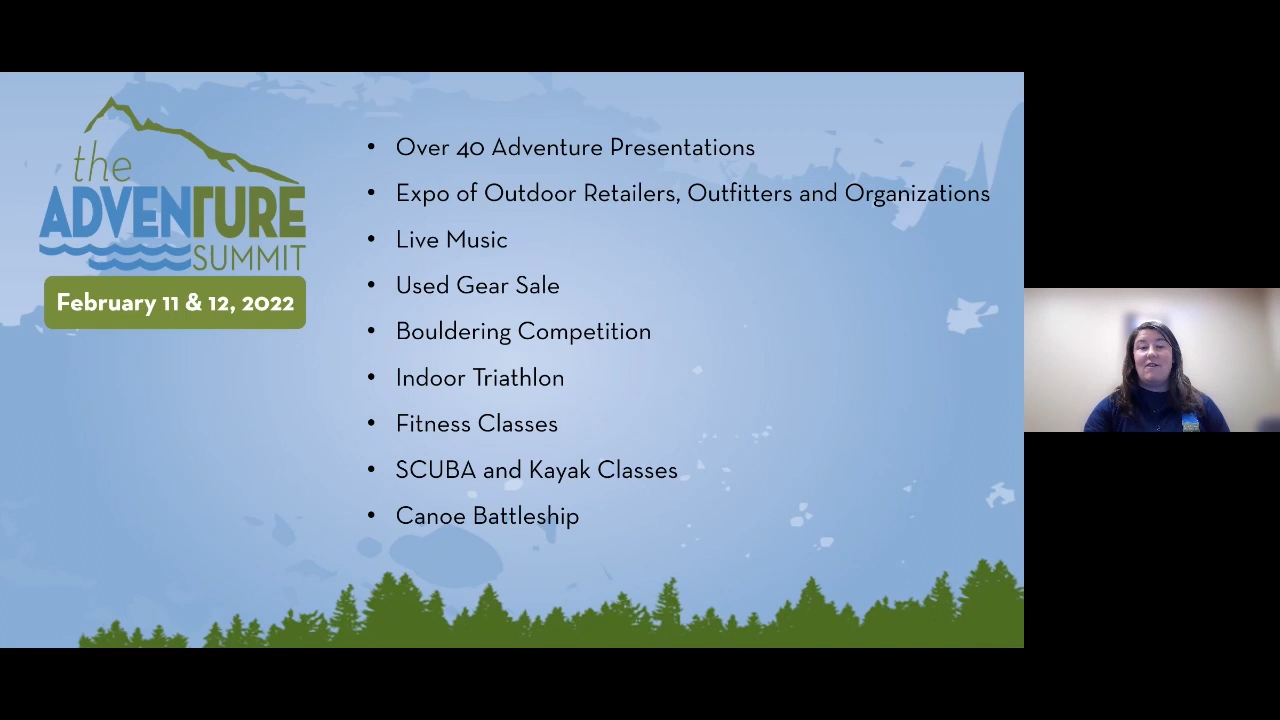 the
ADVENTURE
SUMMIT
February 11 & 12, 2022
• Over 40 Adventure Presentations
• Expo of Outdoor Retailers, Outfitters and Organizations
• Live Music
• Used Gear Sale
• Bouldering Competition
• Indoor Triathlon
• Fitness Classes
• SCUBA and Kayak Classes
• Canoe Battleship